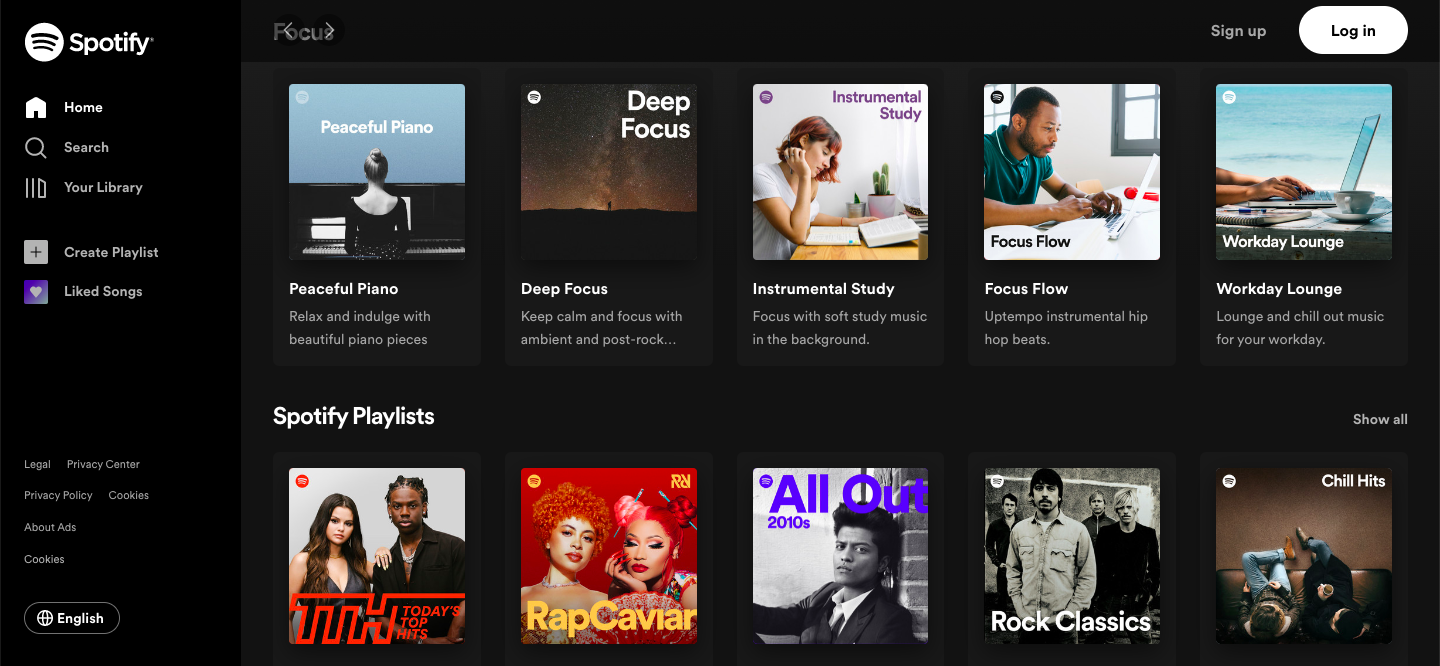 Spotify
Home
Search
Your Library
Create Playlist
Liked Songs
Legal
Privacy Center
Privacy Policy
Cookies
About Ads
Cookies
English
Focus
Sign up
Log in
Peaceful Piano
Deep
Focus
Instrumental
Study
Focus Flow
Workday Lounge
Peaceful Piano
Relax and indulge with
beautiful piano pieces
Deep Focus
Keep calm and focus with
ambient and post-rock…
Instrumental Study
Focus with soft study music
in the background.
Focus Flow
Uptempo instrumental hip
hop beats.
Workday Lounge
Lounge and chill out music
for your workday.
Spotify Playlists
Show all
TTH
TODAY'S
TOP
HITS
RapCaviar
All Out
2010s
Rock Classics
Chill Hits